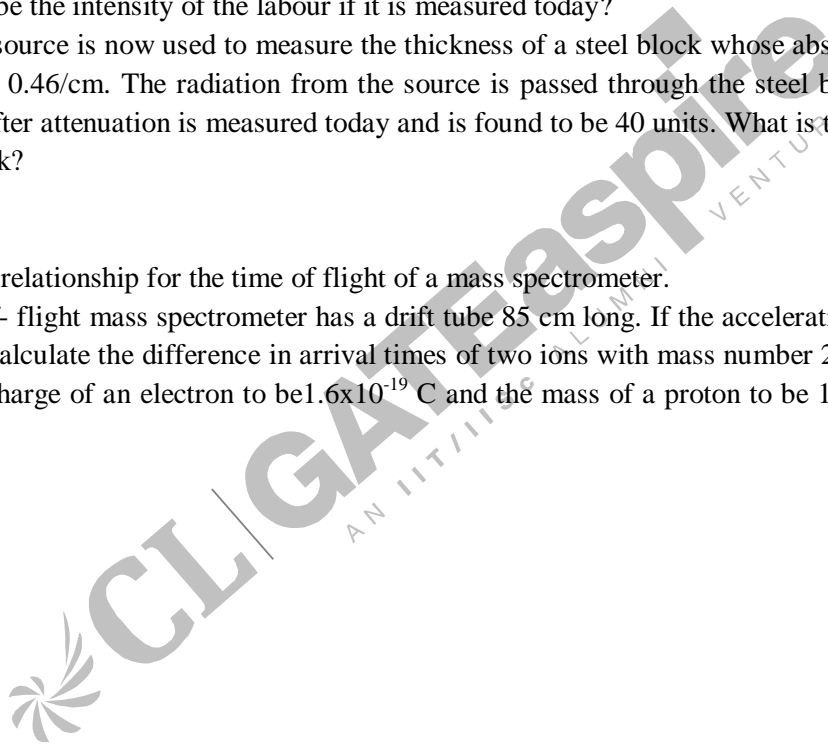 be the intensity of the labour if it is measured today?
source is now used to measure the thickness of a steel block whose abs
0.46/cm. The radiation from the source is passed through the steel b
fter attenuation is measured today and is found to be 40 units. What is t
k?
relationship for the time of flight of a mass spectrometer.
- flight mass spectrometer has a drift tube 85 cm long. If the accelerati
alculate the difference in arrival times of two ions with mass number 2
harge of an electron to be1.6x10⁻¹⁹ C and the mass of a proton to be 1
CL GATEaspire
AN IIT/IISc ALUMNI VENTUR